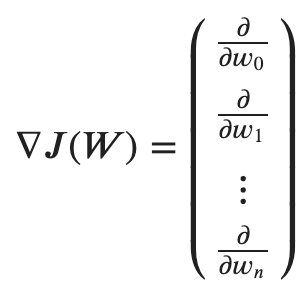 ∇J(W) = ( ∂/∂w₀
∂/∂w₁
⋮
∂/∂wₙ )